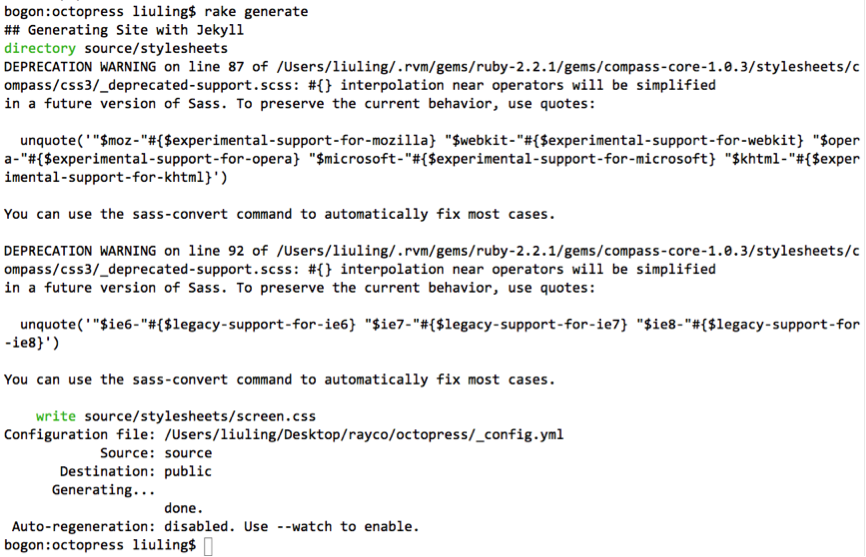 bogon:octopress liuling$ rake generate
## Generating Site with Jekyll
directory source/stylesheets
DEPRECATION WARNING on line 87 of /Users/liuling/.rvm/gems/ruby-2.2.1/gems/compass-core-1.0.3/stylesheets/c
ompass/css3/_deprecated-support.scss: #{} interpolation near operators will be simplified
in a future version of Sass. To preserve the current behavior, use quotes:
  unquote('"$moz-"#{$experimental-support-for-mozilla} "$webkit-"#{$experimental-support-for-webkit} "$oper
a-"#{$experimental-support-for-opera} "$microsoft-"#{$experimental-support-for-microsoft} "$khtml-"#{$exper
imental-support-for-khtml}')
You can use the sass-convert command to automatically fix most cases.
DEPRECATION WARNING on line 92 of /Users/liuling/.rvm/gems/ruby-2.2.1/gems/compass-core-1.0.3/stylesheets/c
ompass/css3/_deprecated-support.scss: #{} interpolation near operators will be simplified
in a future version of Sass. To preserve the current behavior, use quotes:
  unquote('"$ie6-"#{$legacy-support-for-ie6} "$ie7-"#{$legacy-support-for-ie7} "$ie8-"#{$legacy-support-for
-ie8}')
You can use the sass-convert command to automatically fix most cases.
    write source/stylesheets/screen.css
Configuration file: /Users/liuling/Desktop/rayco/octopress/_config.yml
            Source: source
       Destination: public
      Generating...
                    done.
 Auto-regeneration: disabled. Use --watch to enable.
bogon:octopress liuling$